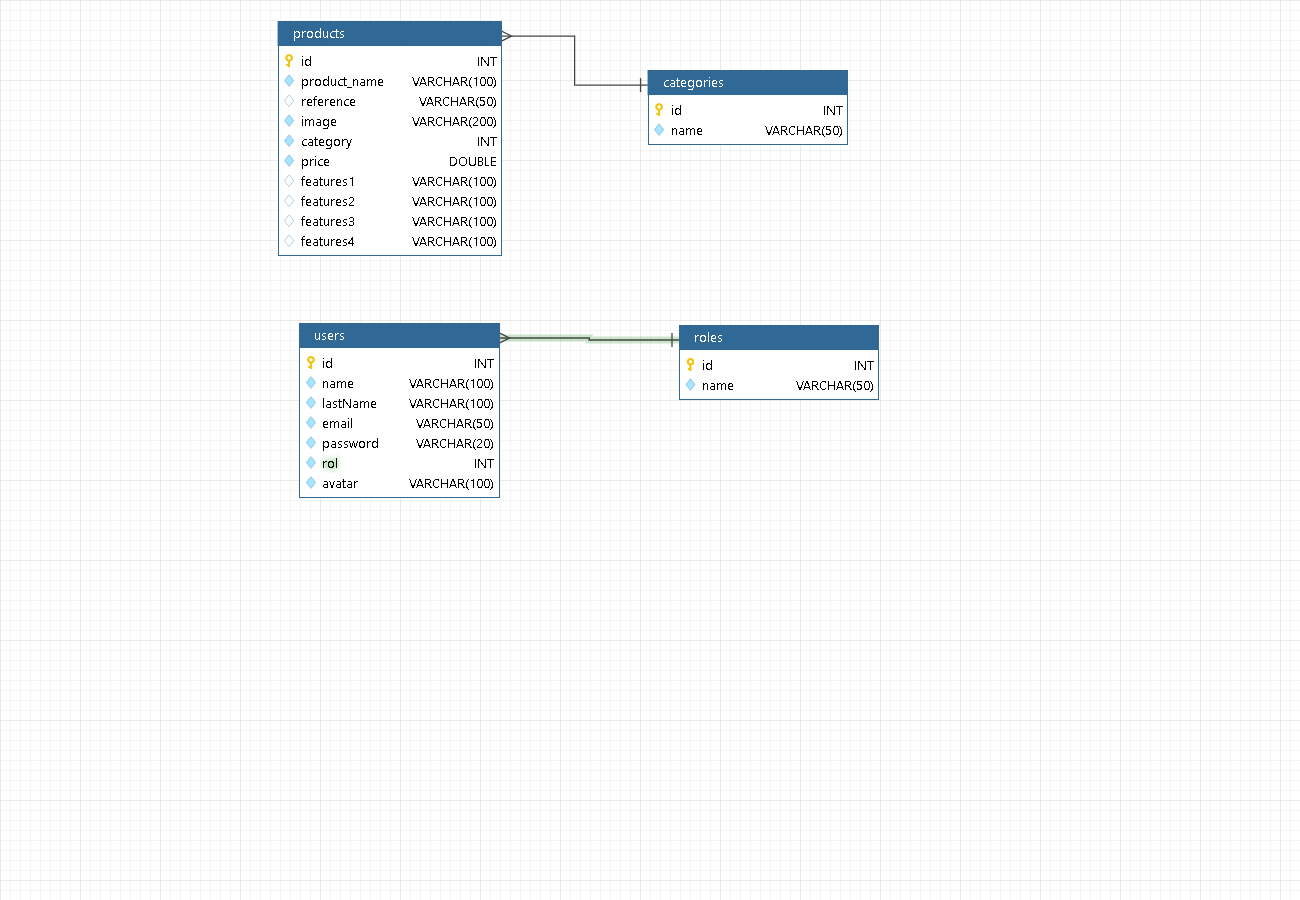 products
id INT
product_name VARCHAR(100)
reference VARCHAR(50)
image VARCHAR(200)
category INT
price DOUBLE
features1 VARCHAR(100)
features2 VARCHAR(100)
features3 VARCHAR(100)
features4 VARCHAR(100)
categories
id INT
name VARCHAR(50)
users
id INT
name VARCHAR(100)
lastName VARCHAR(100)
email VARCHAR(50)
password VARCHAR(20)
rol INT
avatar VARCHAR(100)
roles
id INT
name VARCHAR(50)